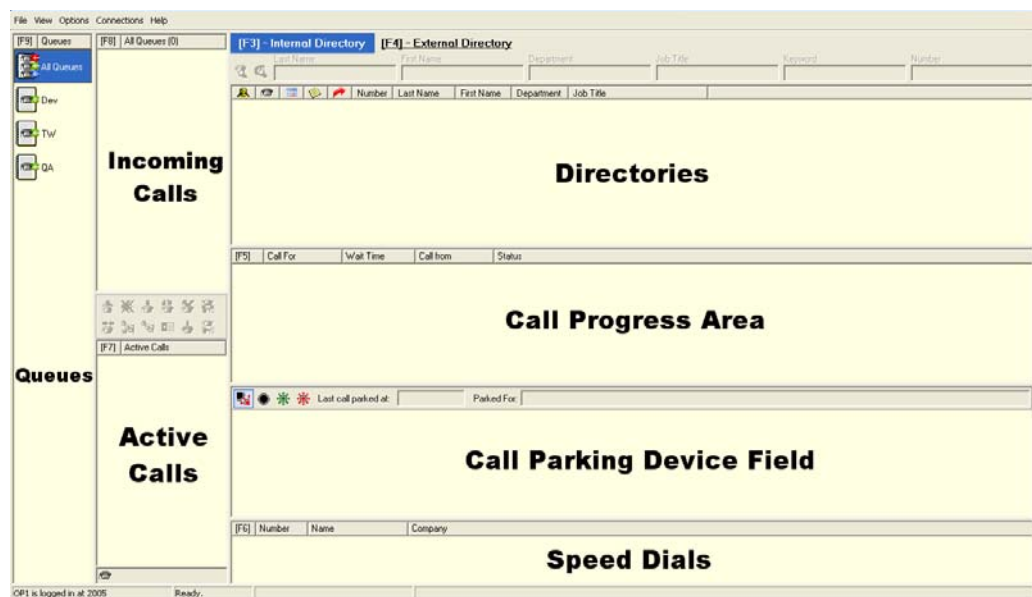 File View Options Connections Help
[F9] Queues
All Queues
Dev
TW
QA
Queues
[F8] All Queues (0)
Incoming
Calls
[F7] Active Calls
Active
Calls
[F3] - Internal Directory [F4] - External Directory
Last Name First Name Department Job Title Keyword Number
Number Last Name First Name Department Job Title
Directories
[F5] Call For Wait Time Call from Status
Call Progress Area
Last call parked at: Parked For:
Call Parking Device Field
[F6] Number Name Company
Speed Dials
OP1 is logged in at 2005 Ready.